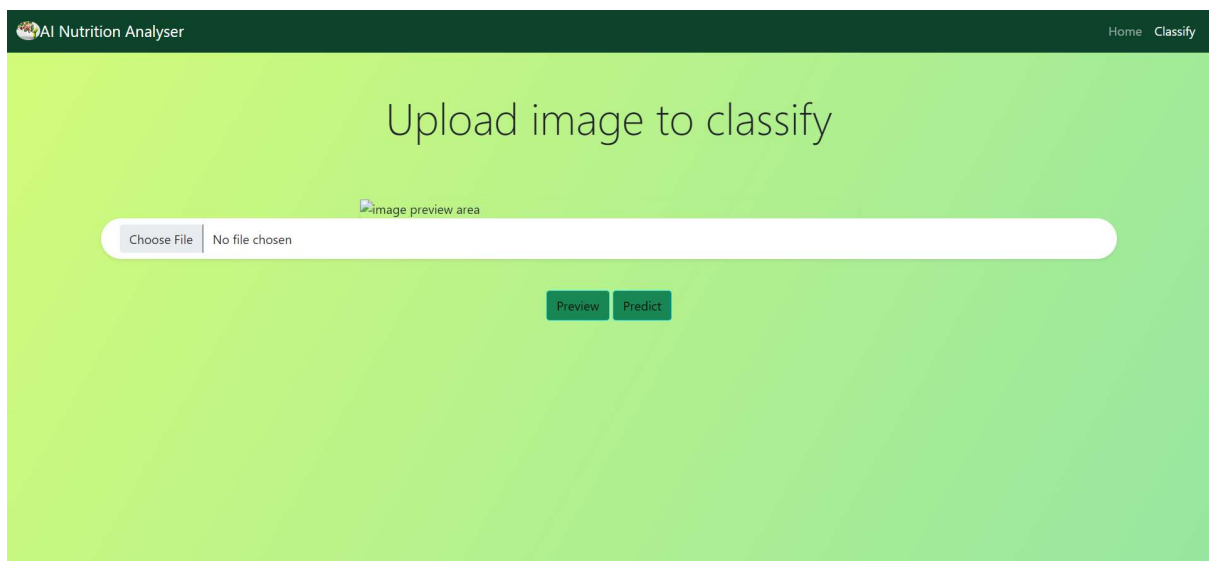 AI Nutrition Analyser
Home Classify
Upload image to classify
image preview area
Choose File No file chosen
Preview Predict